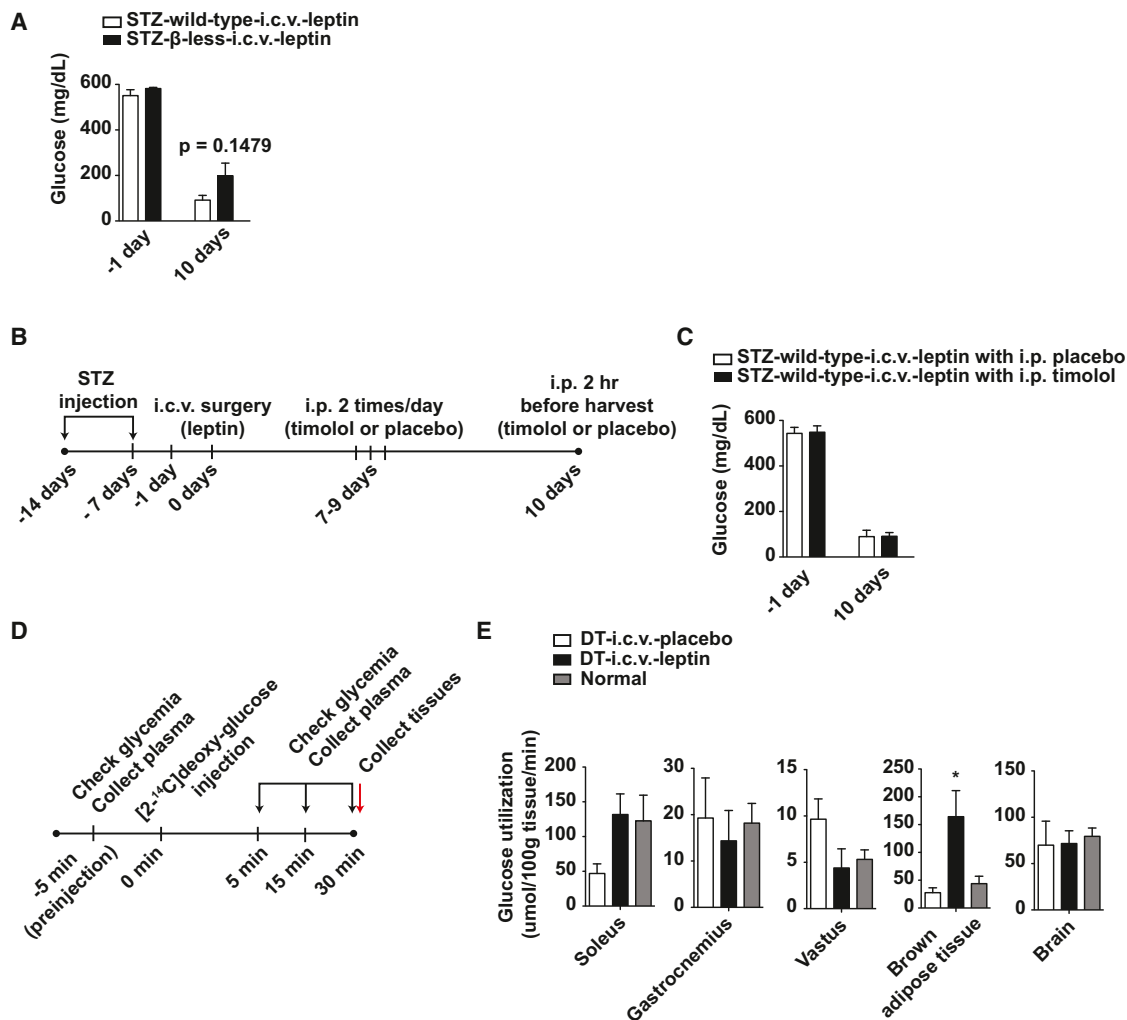 A
STZ-wild-type-i.c.v.-leptin
STZ-β-less-i.c.v.-leptin
Glucose (mg/dL)
600
400
200
0
p = 0.1479
-1 day
10 days
B
STZ
injection
i.c.v. surgery
(leptin)
i.p. 2 times/day
(timolol or placebo)
i.p. 2 hr
before harvest
(timolol or placebo)
-14 days
- 7 days
-1 day
0 days
7-9 days
10 days
C
STZ-wild-type-i.c.v.-leptin with i.p. placebo
STZ-wild-type-i.c.v.-leptin with i.p. timolol
Glucose (mg/dL)
600
400
200
0
-1 day
10 days
D
Check glycemia
Collect plasma
[2-¹⁴C]deoxy-glucose
injection
Check glycemia
Collect plasma
Collect tissues
-5 min
(preinjection)
0 min
5 min
15 min
30 min
E
DT-i.c.v.-placebo
DT-i.c.v.-leptin
Normal
Glucose utilization
(umol/100g tissue/min)
200
150
100
50
0
Soleus
30
20
10
0
Gastrocnemius
15
10
5
0
Vastus
250
200
150
100
50
0
*
Brown
adipose tissue
150
100
50
0
Brain